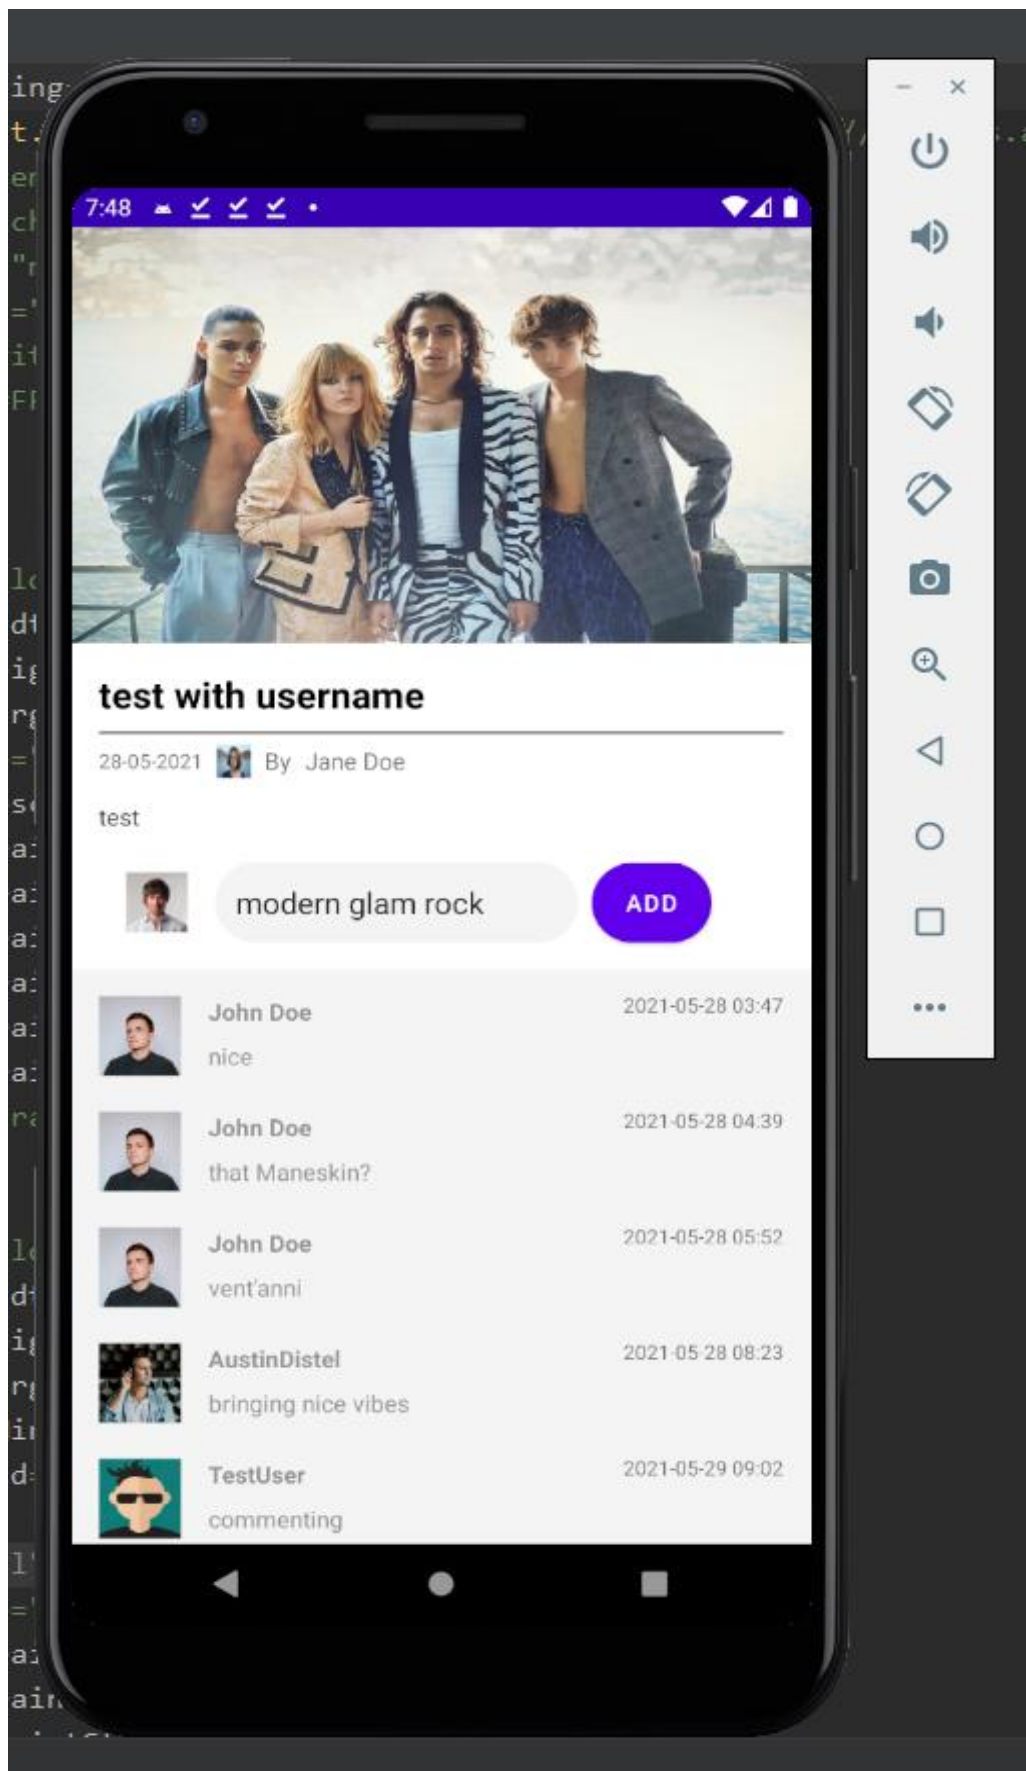 7:48
test with username
28-05-2021 By Jane Doe
test
modern glam rock ADD
John Doe 2021-05-28 03:47
nice
John Doe 2021-05-28 04:39
that Maneskin?
John Doe 2021-05-28 05:52
vent'anni
AustinDistel 2021-05-28 08:23
bringing nice vibes
TestUser 2021-05-29 09:02
commenting